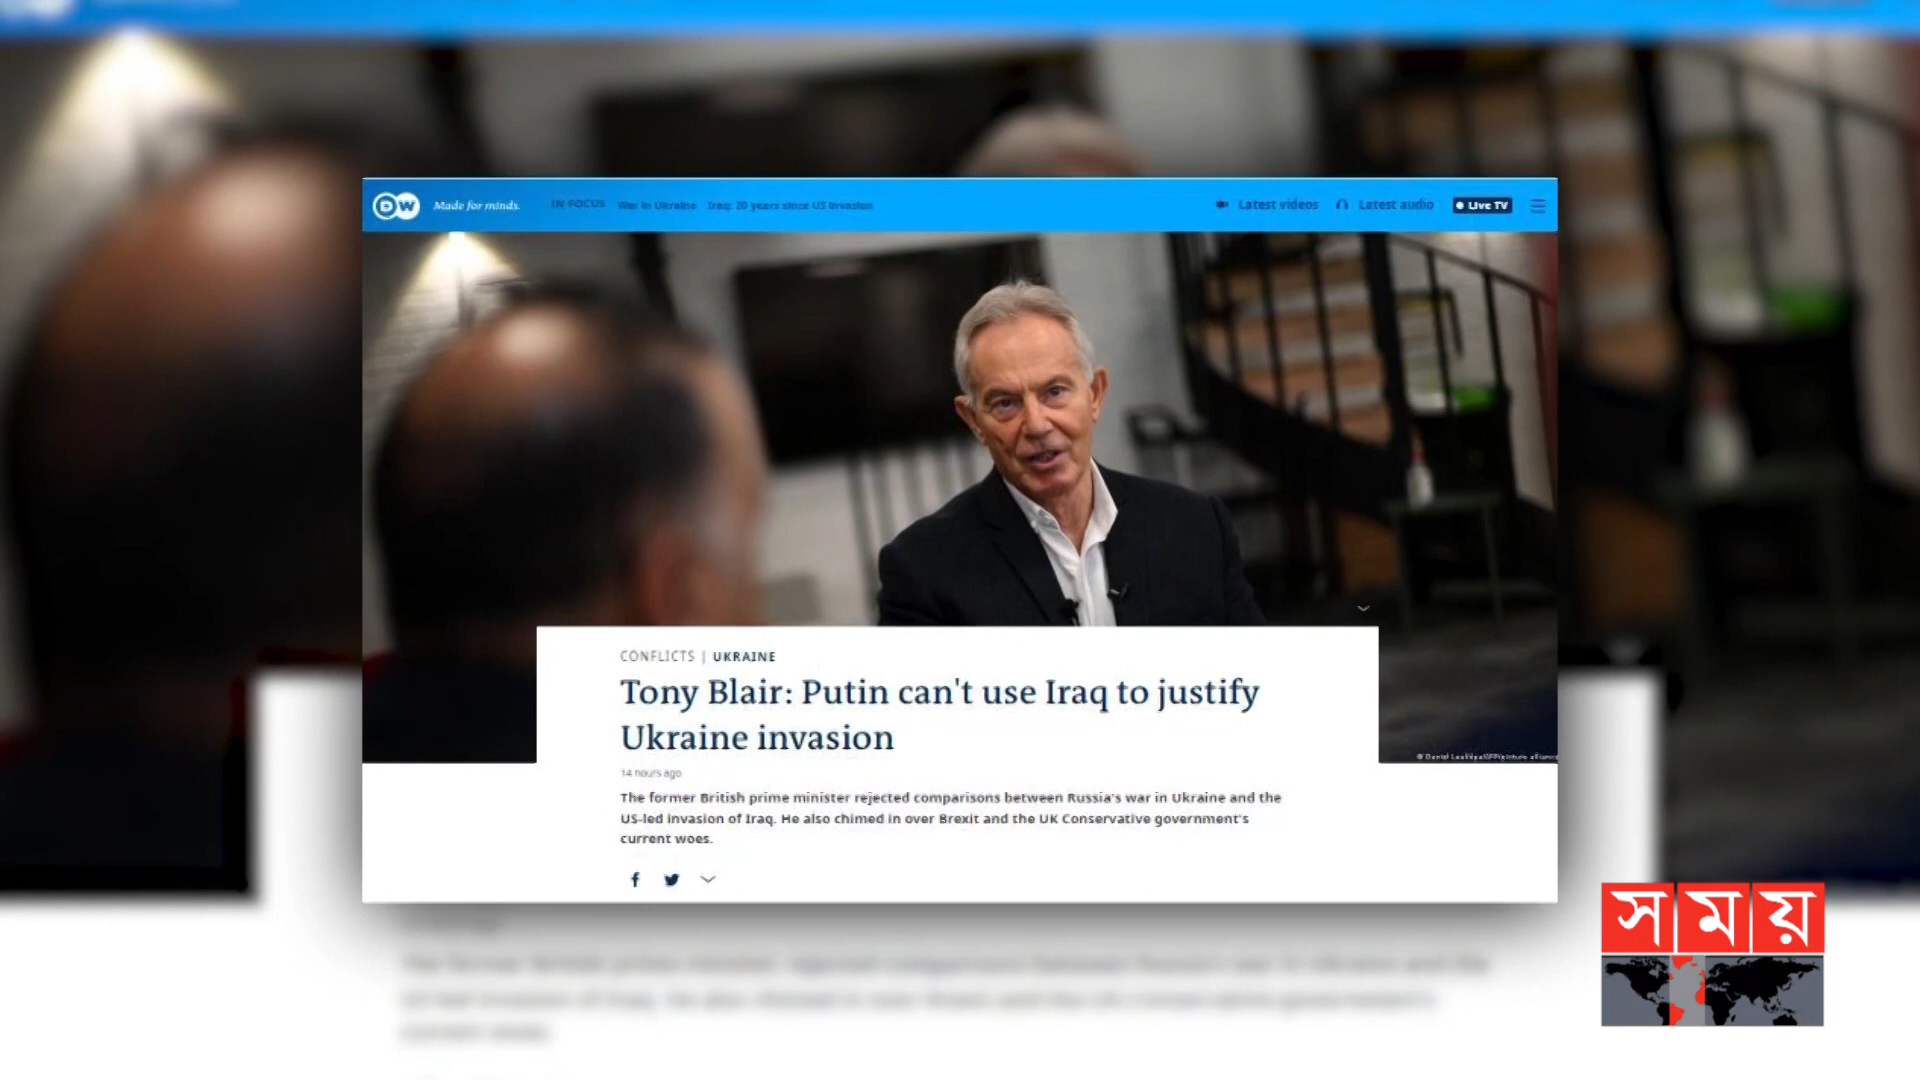 DW Made for minds. IN FOCUS War in Ukraine Iraq: 20 years since US invasion Latest videos Latest audio Live TV
CONFLICTS | UKRAINE
Tony Blair: Putin can't use Iraq to justify
Ukraine invasion
14 hours ago
The former British prime minister rejected comparisons between Russia's war in Ukraine and the
US-led invasion of Iraq. He also chimed in over Brexit and the UK Conservative government's
current woes.
সময়